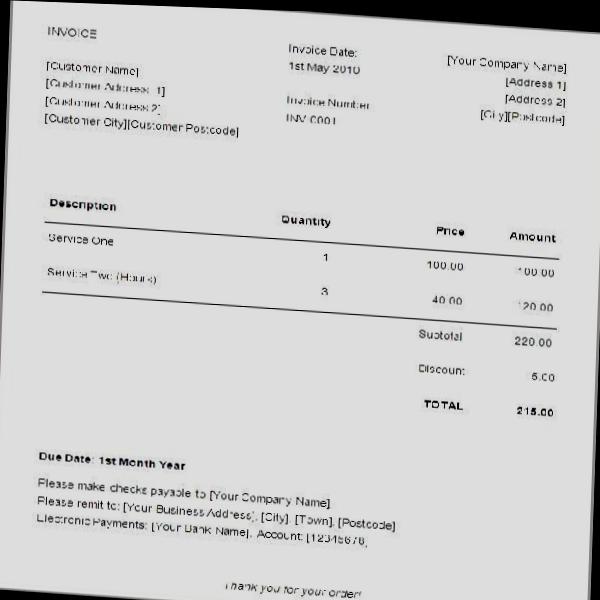 INVOICE
[Customer Name]
[Customer Address 1]
[Customer Address 2]
[Customer City][Customer Postcode]
Invoice Date:
1st May 2010
Invoice Number
INV 0001
[Your Company Name]
[Address 1]
[Address 2]
[City][Postcode]
Description Quantity Price Amount
Service One 1 100.00 100.00
Service Two (Hours) 3 40.00 120.00
Subtotal 220.00
Discount 5.00
TOTAL 215.00
Due Date: 1st Month Year
Please make checks payable to [Your Company Name]
Please remit to: [Your Business Address], [City], [Town], [Postcode]
Electronic Payments: [Your Bank Name], Account: [12345678]
Thank you for your order!